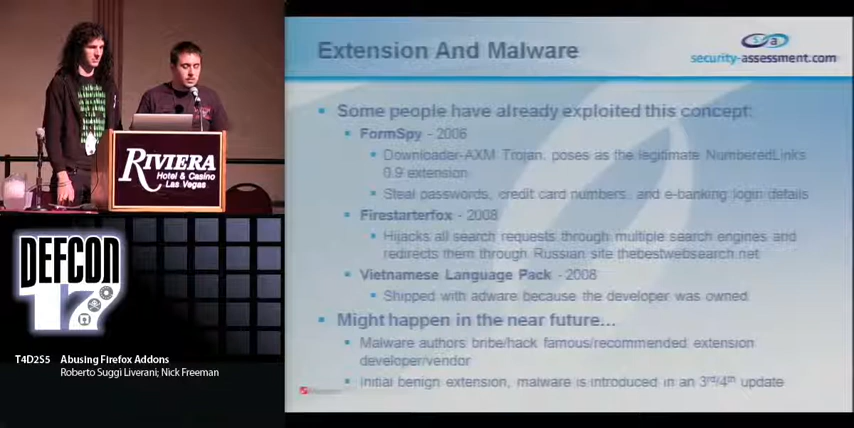 Extension And Malware
sa
security-assessment.com
Some people have already exploited this concept:
FormSpy - 2006
Downloader-AXM Trojan, poses as the legitimate NumberedLinks
0.9 extension
Steal passwords, credit card numbers, and e-banking login details
Firestarterfox - 2008
Hijacks all search requests through multiple search engines and
redirects them through Russian site thebestwebsearch.net
Vietnamese Language Pack - 2008
Shipped with adware because the developer was owned
Might happen in the near future...
Malware authors bribe/hack famous/recommended extension
developer/vendor
Initial benign extension, malware is introduced in an 3rd/4th update
RIVIERA
Hotel & Casino
Las Vegas
DEFCON
17
T4D2S5 Abusing Firefox Addons
Roberto Suggi Liverani; Nick Freeman